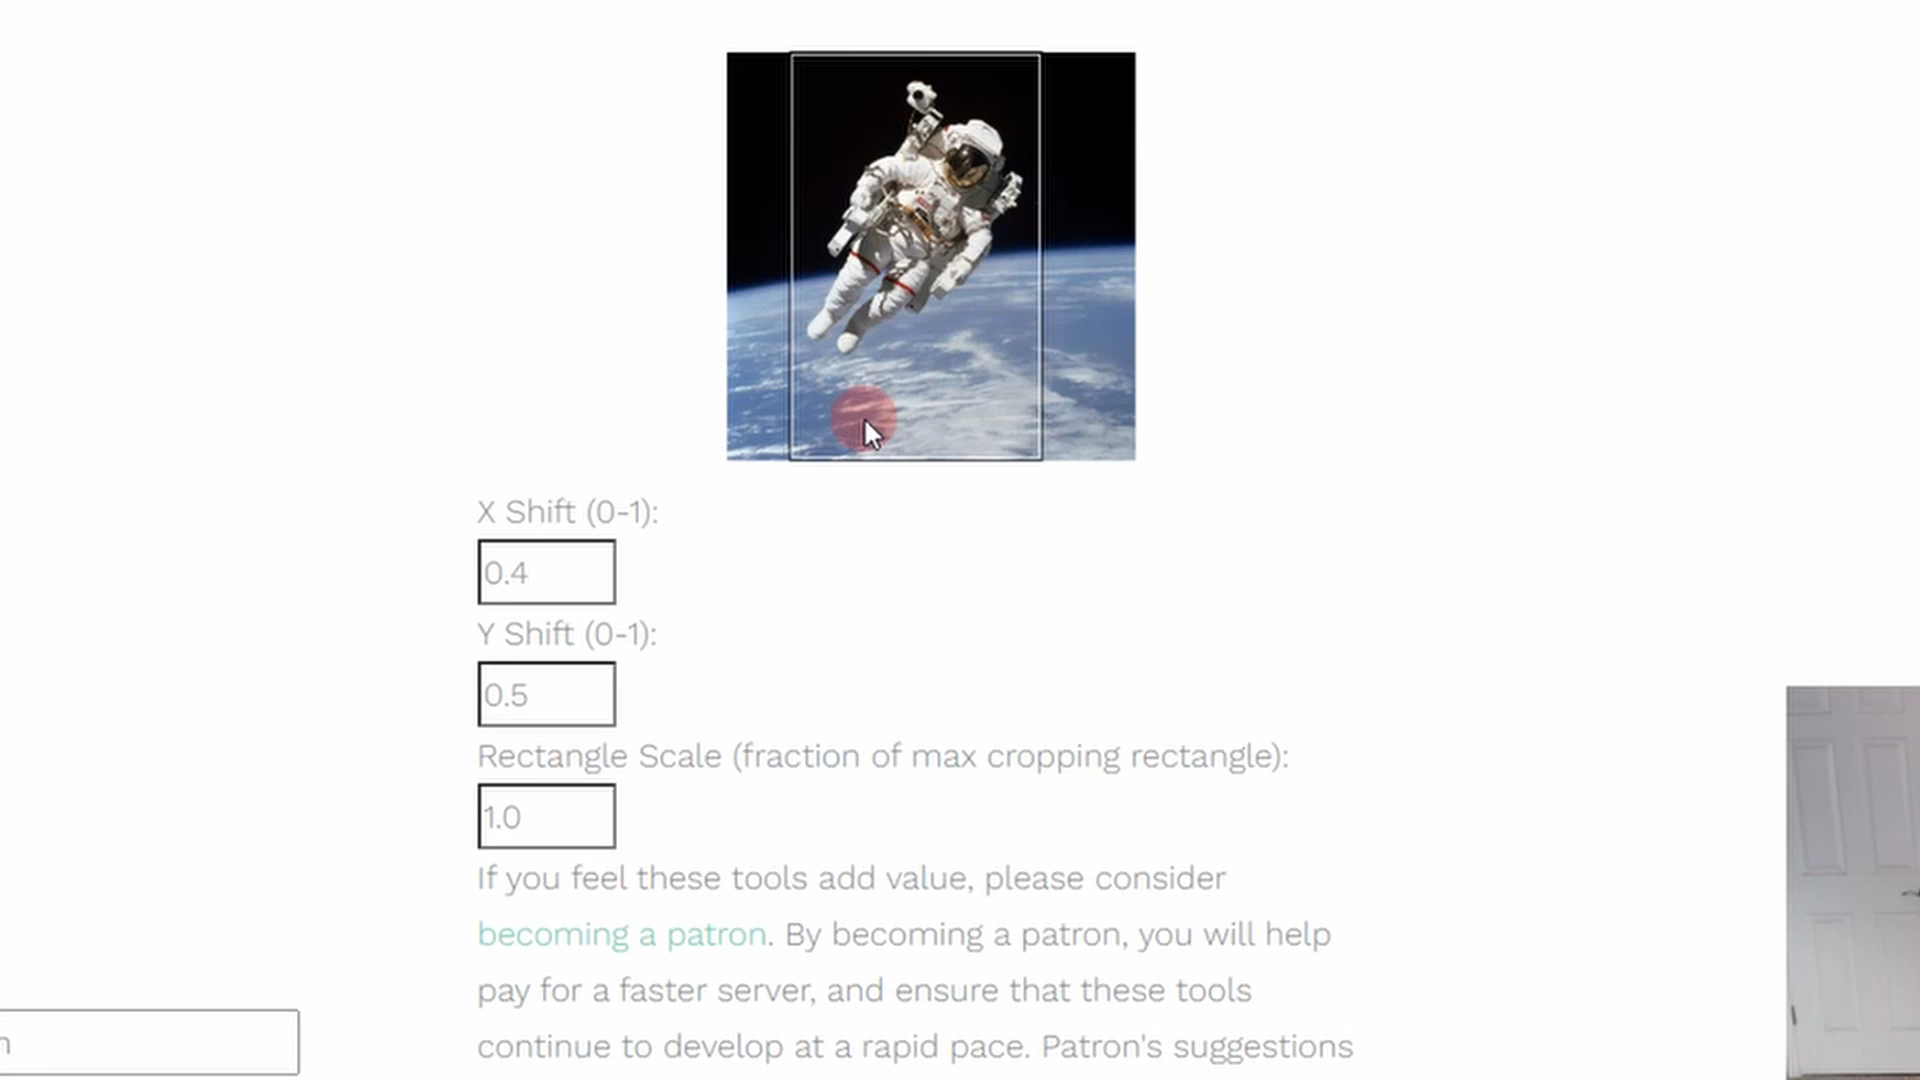 X Shift (0-1):
0.4
Y Shift (0-1):
0.5
Rectangle Scale (fraction of max cropping rectangle):
1.0
If you feel these tools add value, please consider
becoming a patron. By becoming a patron, you will help
pay for a faster server, and ensure that these tools
continue to develop at a rapid pace. Patron's suggestions